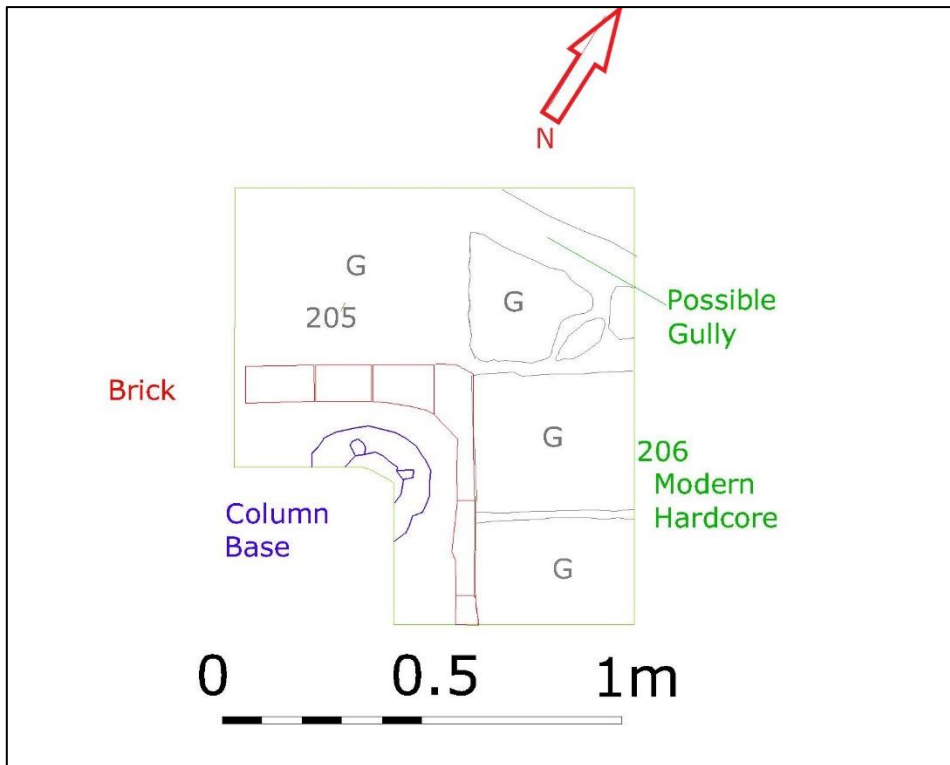 N
G
205
G
Possible
Gully
Brick
G
206
Modern
Hardcore
Column
Base
G
0 0.5 1m